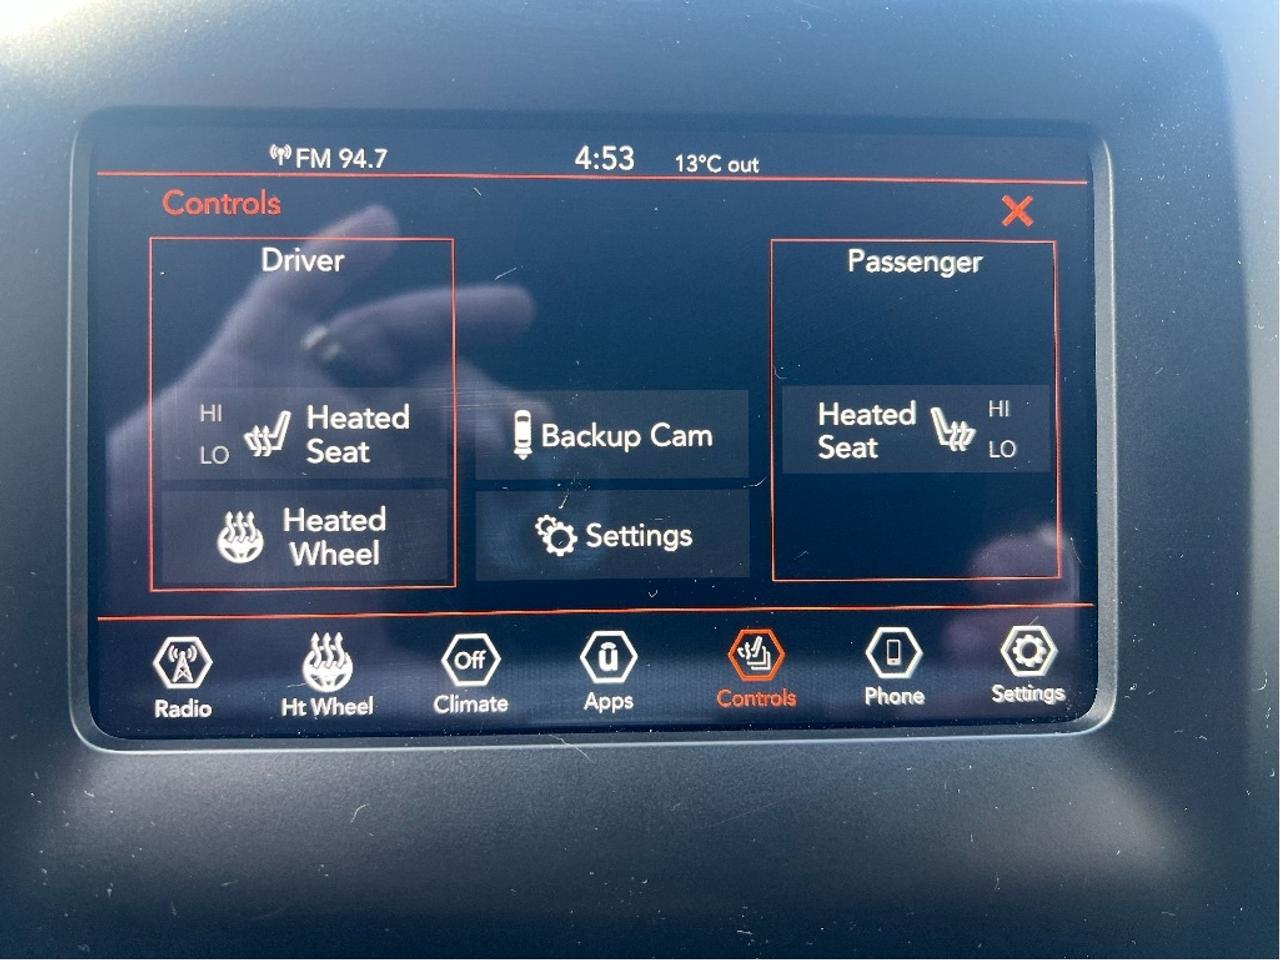 FM 94.7 4:53 13°C out
Controls
Driver
Passenger
HI
LO
Heated
Seat
Backup Cam
Heated
Seat
HI
LO
Heated
Wheel
Settings
Radio
Ht Wheel
Off
Climate
ū
Apps
Controls
Phone
Settings